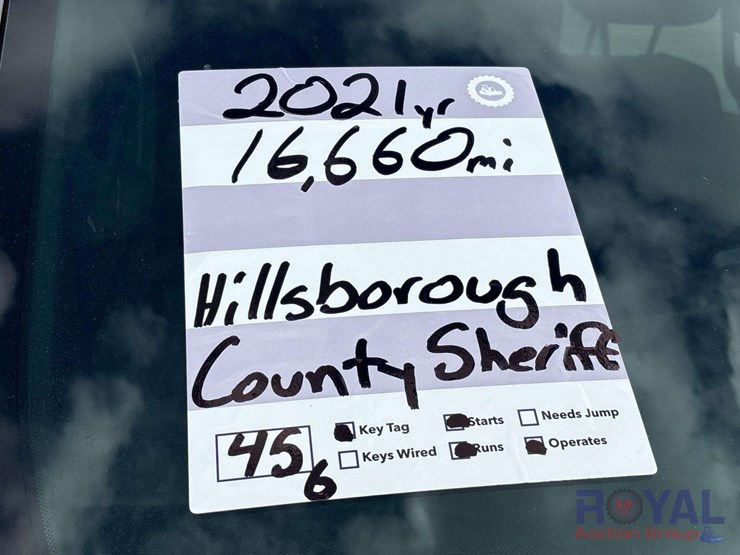 2021yr
16,660mi
Hillsborough
County Sheriff
456
Key Tag Starts Needs Jump
Keys Wired Runs Operates
ROYAL
Auction Group